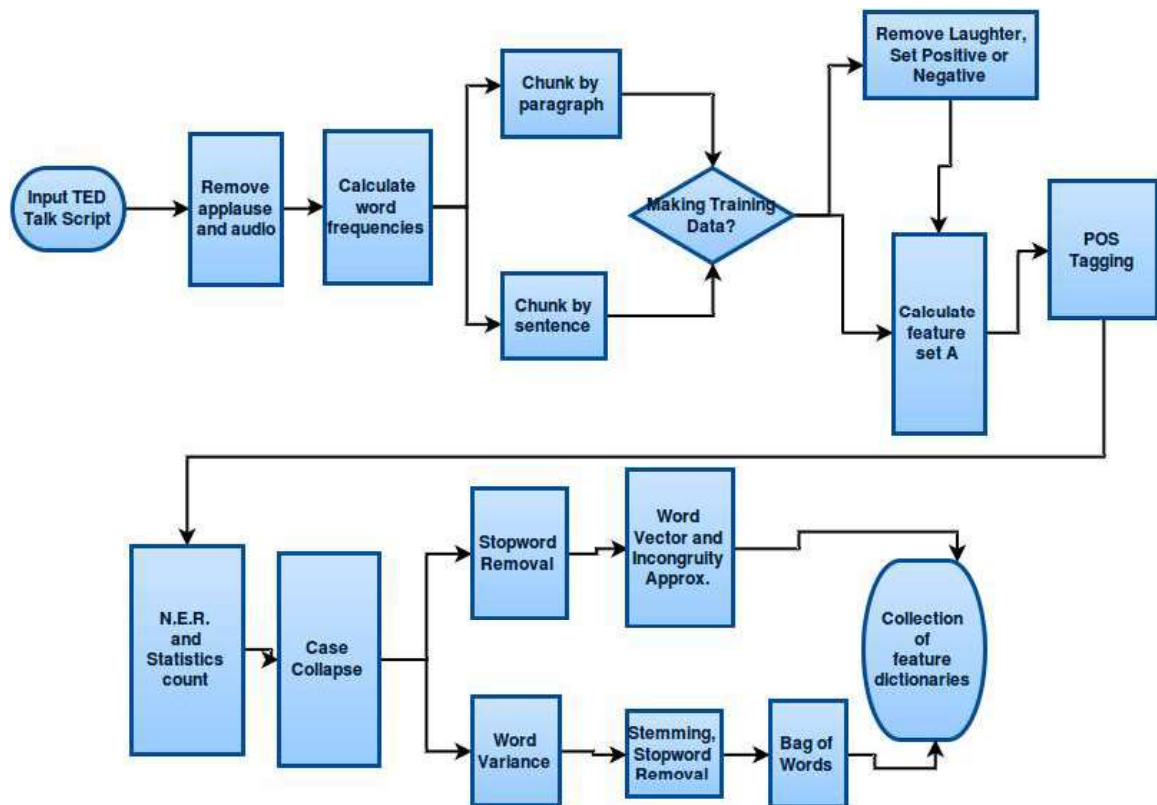 Input TED
Talk Script
Remove
applause
and audio
Calculate
word
frequencies
Chunk by
paragraph
Chunk by
sentence
Making Training
Data?
Remove Laughter,
Set Positive or
Negative
Calculate
feature
set A
POS
Tagging
N.E.R.
and
Statistics
count
Case
Collapse
Stopword
Removal
Word
Vector and
Incongruity
Approx.
Word
Variance
Stemming,
Stopword
Removal
Bag of
Words
Collection
of
feature
dictionaries